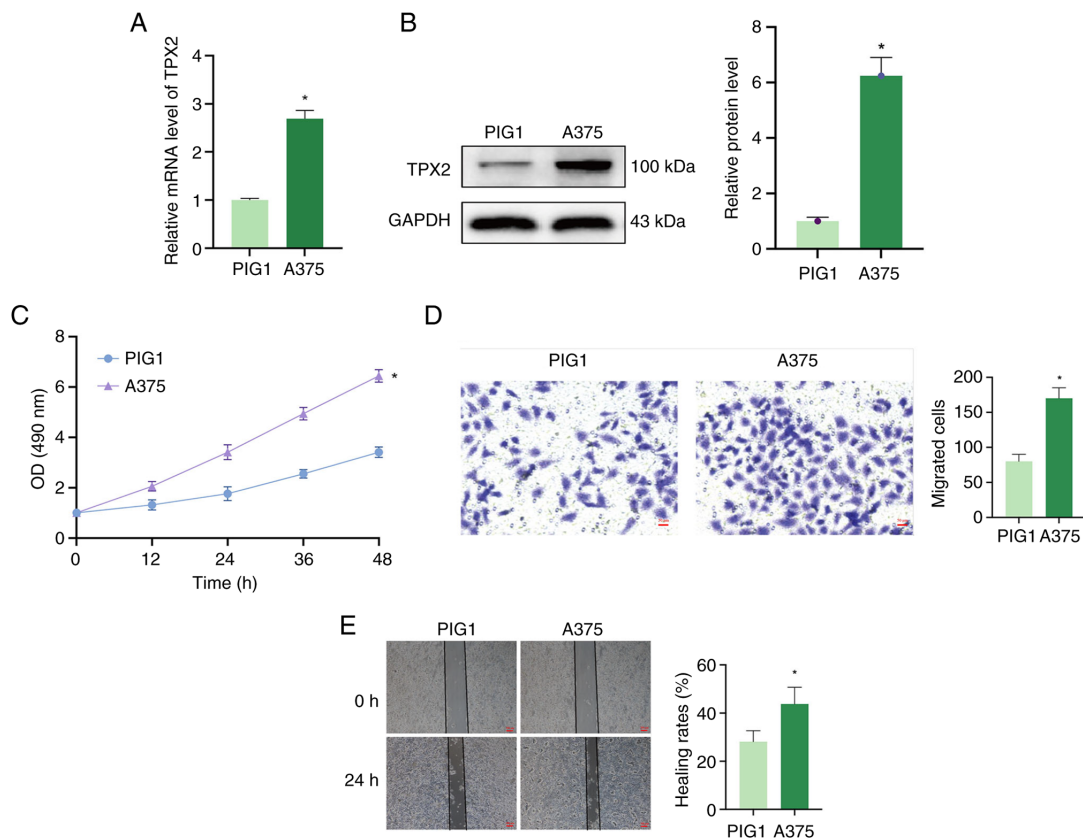 A
Relative mRNA level of TPX2
4
3
2
1
0
*
PIG1 A375
B
PIG1 A375
TPX2
100 kDa
GAPDH
43 kDa
Relative protein level
8
6
4
2
0
*
PIG1 A375
C
OD (490 nm)
8
6
4
2
0
PIG1
A375
*
0 12 24 36 48
Time (h)
D
PIG1 A375
Migrated cells
200
150
100
50
0
*
PIG1 A375
E
PIG1 A375
0 h
24 h
Healing rates (%)
60
40
20
0
*
PIG1 A375